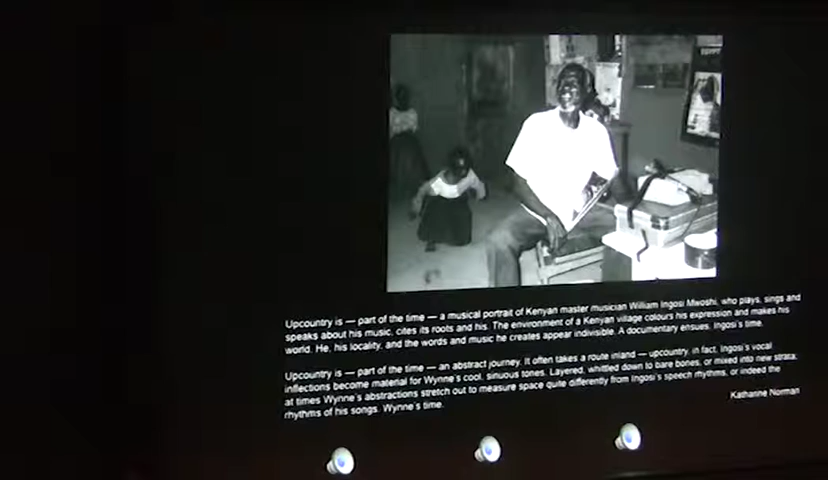 EGYPT
Upcountry is — part of the time — a musical portrait of Kenyan master musician William Ingosi Mwoshi, who plays, sings and
speaks about his music, cites its roots and his. The environment of a Kenyan village colours his expression and makes his
world. He, his locality, and the words and music he creates appear indivisible. A documentary ensues. Ingosi's time.
Upcountry is — part of the time — an abstract journey. It often takes a route inland — upcountry, in fact. Ingosi's vocal
inflections become material for Wynne's cool, sinuous tones. Layered, whittled down to bare bones, or mixed into new strata;
at times Wynne's abstractions stretch out to measure space quite differently from Ingosi's speech rhythms, or indeed the
rhythms of his songs. Wynne's time.
Katharine Norman